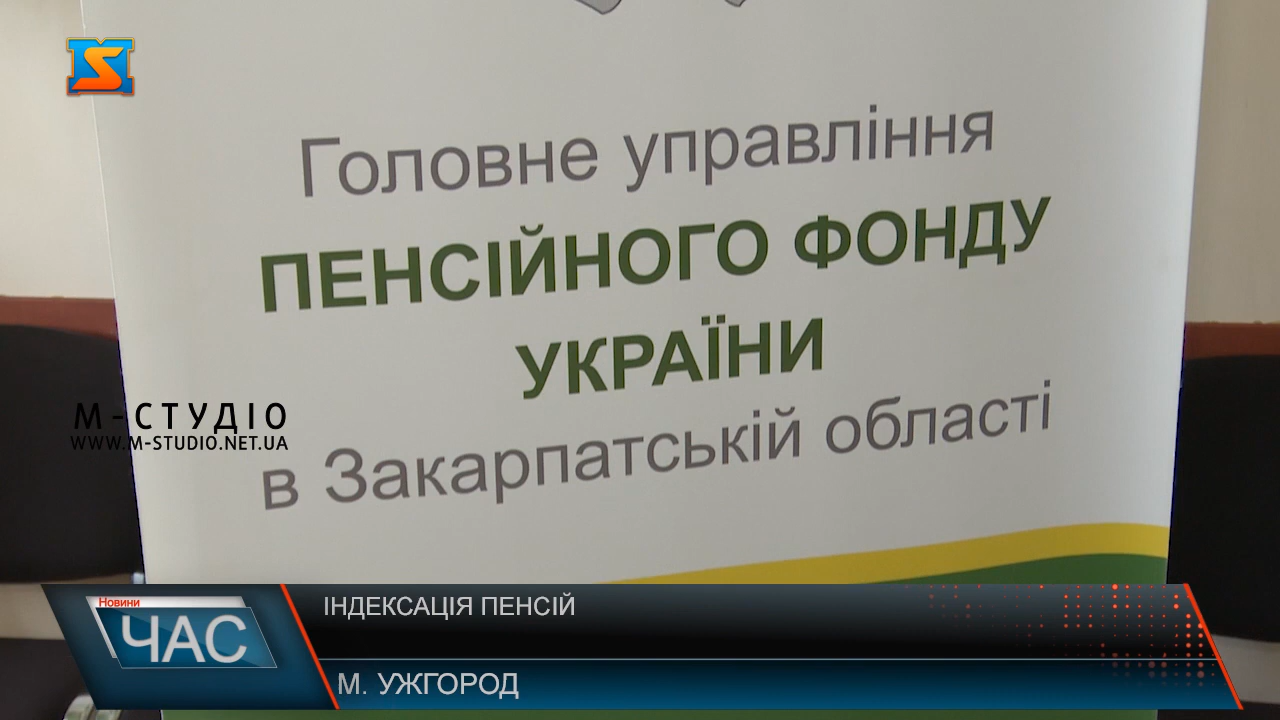 Головне управління
ПЕНСІЙНОГО ФОНДУ
УКРАЇНИ
в Закарпатській області
М-СТУДІО
WWW.M-STUDIO.NET.UA
Новини
ЧАС
ІНДЕКСАЦІЯ ПЕНСІЙ
М. УЖГОРОД